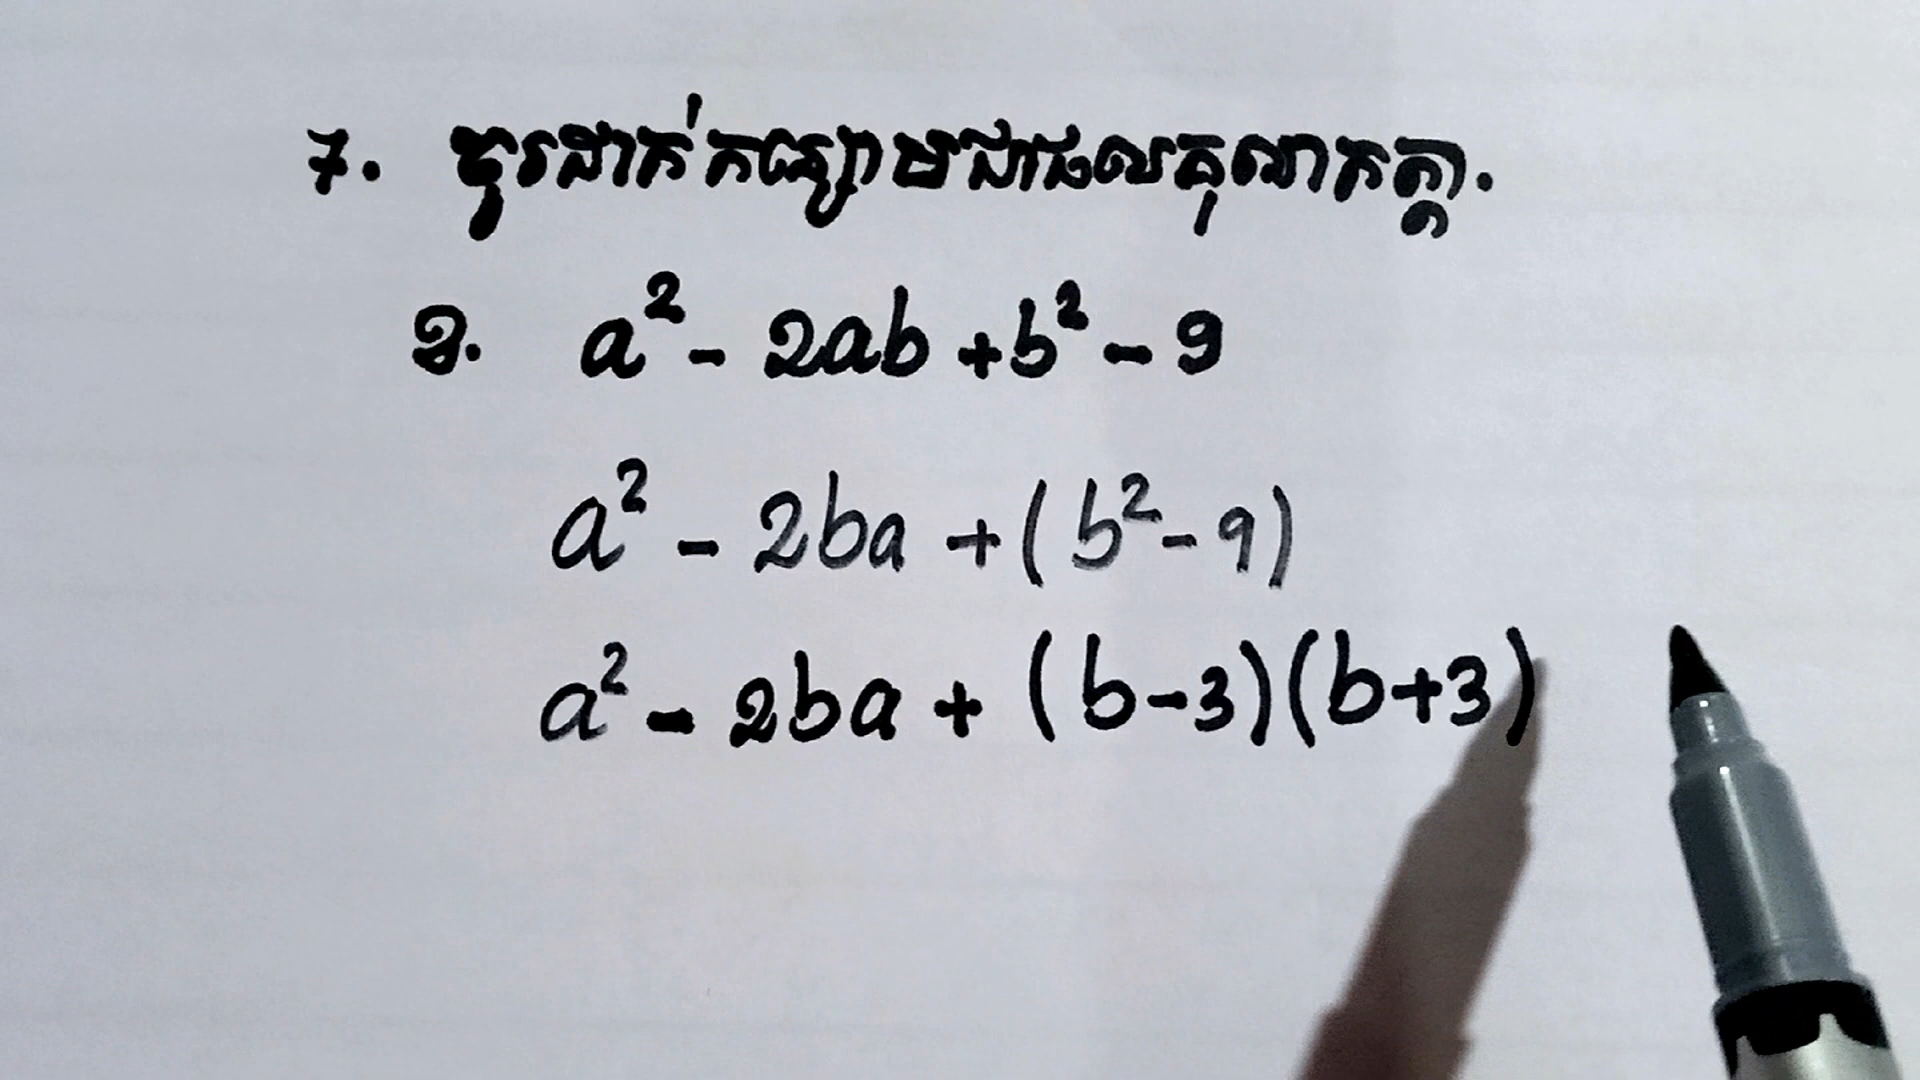 7. ចូរដាក់កន្សោមជាផលគុណកត្តា.
ខ. a² - 2ab + b² - 9
a² - 2ba + (b² - 9)
a² - 2ba + (b-3)(b+3)